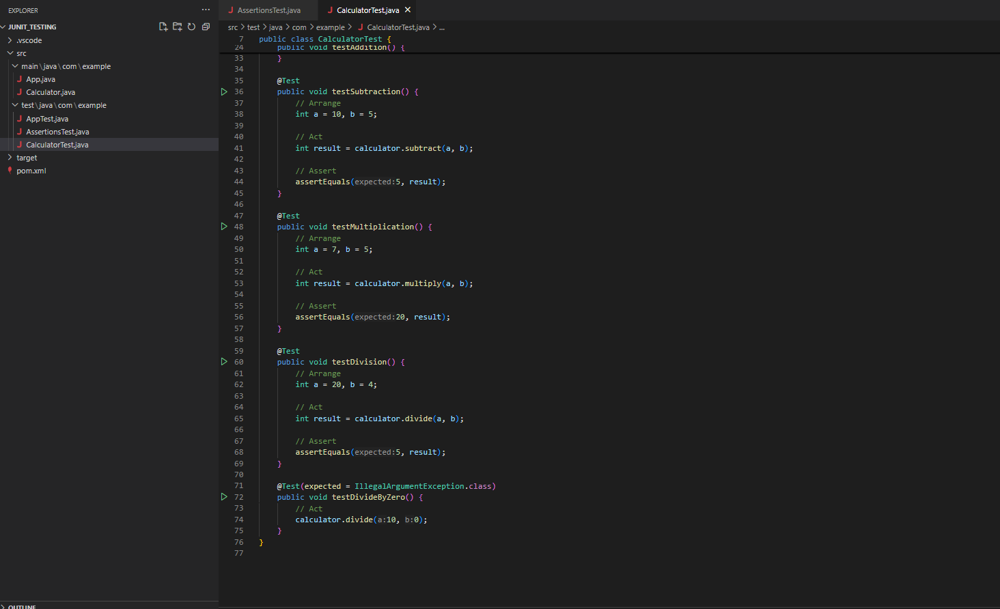 EXPLORER
JUNIT_TESTING
.vscode
src
main\java\com\example
App.java
Calculator.java
test\java\com\example
AppTest.java
AssertionsTest.java
CalculatorTest.java
target
pom.xml
OUTLINE
AssertionsTest.java
CalculatorTest.java
src > test > java > com > example > CalculatorTest.java > ...
7 public class CalculatorTest {
24 public void testAddition() {
33 }
34
35 @Test
36 public void testSubtraction() {
37 // Arrange
38 int a = 10, b = 5;
39
40 // Act
41 int result = calculator.subtract(a, b);
42
43 // Assert
44 assertEquals(expected:5, result);
45 }
46
47 @Test
48 public void testMultiplication() {
49 // Arrange
50 int a = 7, b = 5;
51
52 // Act
53 int result = calculator.multiply(a, b);
54
55 // Assert
56 assertEquals(expected:20, result);
57 }
58
59 @Test
60 public void testDivision() {
61 // Arrange
62 int a = 20, b = 4;
63
64 // Act
65 int result = calculator.divide(a, b);
66
67 // Assert
68 assertEquals(expected:5, result);
69 }
70
71 @Test(expected = IllegalArgumentException.class)
72 public void testDivideByZero() {
73 // Act
74 calculator.divide(a:10, b:0);
75 }
76 }
77